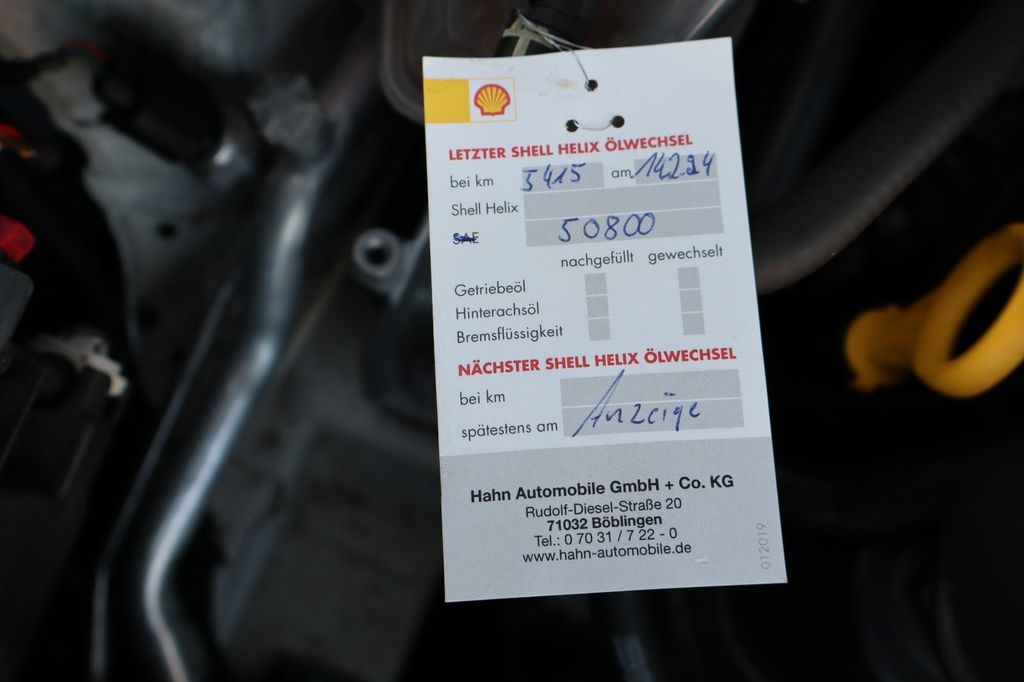 LETZTER SHELL HELIX ÖLWECHSEL
bei km 5415 am 14.2.24
Shell Helix
SAE 50800
nachgefüllt gewechselt
Getriebeöl
Hinterachsöl
Bremsflüssigkeit
NÄCHSTER SHELL HELIX ÖLWECHSEL
bei km
spätestens am Anzeige
Hahn Automobile GmbH + Co. KG
Rudolf-Diesel-Straße 20
71032 Böblingen
Tel.: 0 70 31 / 7 22 - 0
www.hahn-automobile.de
012019